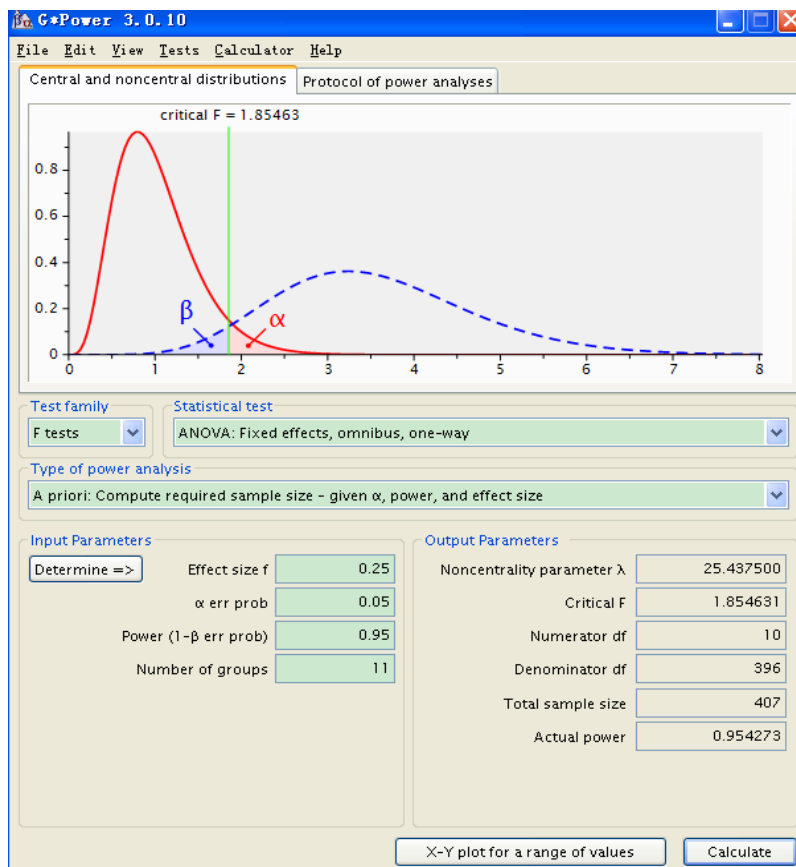 βα G*Power 3.0.10
File Edit View Tests Calculator Help
Central and noncentral distributions Protocol of power analyses
critical F = 1.85463
0.8
0.6
0.4
0.2
0
β
α
0 1 2 3 4 5 6 7 8
Test family Statistical test
F tests ANOVA: Fixed effects, omnibus, one-way
Type of power analysis
A priori: Compute required sample size – given α, power, and effect size
Input Parameters Output Parameters
Determine => Effect size f 0.25 Noncentrality parameter λ 25.437500
α err prob 0.05 Critical F 1.854631
Power (1-β err prob) 0.95 Numerator df 10
Number of groups 11 Denominator df 396
Total sample size 407
Actual power 0.954273
X-Y plot for a range of values Calculate